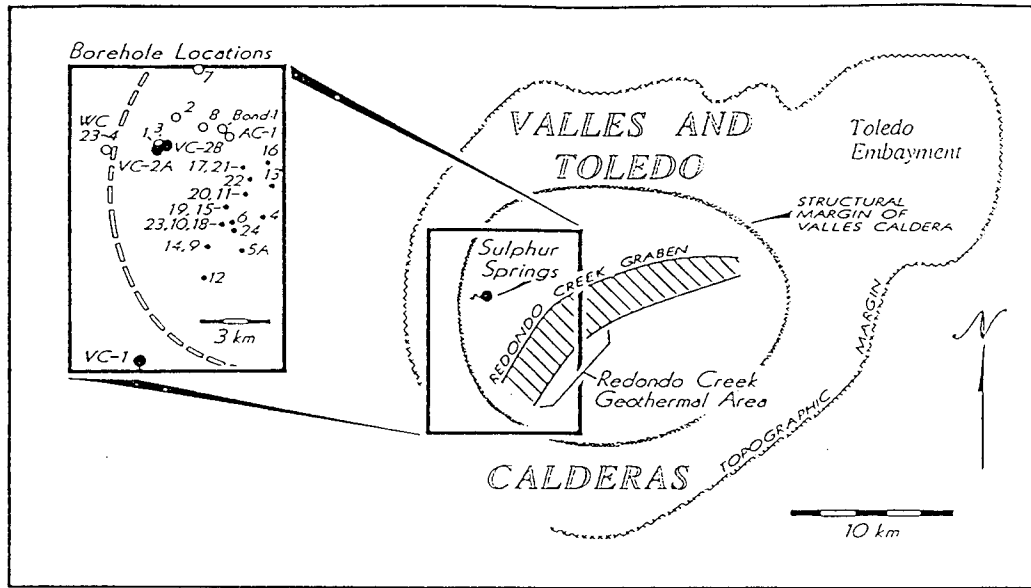 Borehole Locations
7
2
8
Bond-1
WC
23-4
1,3
AC-1
VC-2B
16
VC-2A
17,21
13
22
20,11
19,15
6
4
23,10,18
24
14,9
5A
12
3 km
VC-1
VALLES AND
TOLEDO
CALDERAS
Toledo
Embayment
STRUCTURAL
MARGIN OF
VALLES CALDERA
Sulphur
Springs
REDONDO CREEK GRABEN
Redondo Creek
Geothermal Area
TOPOGRAPHIC MARGIN
N
10 km